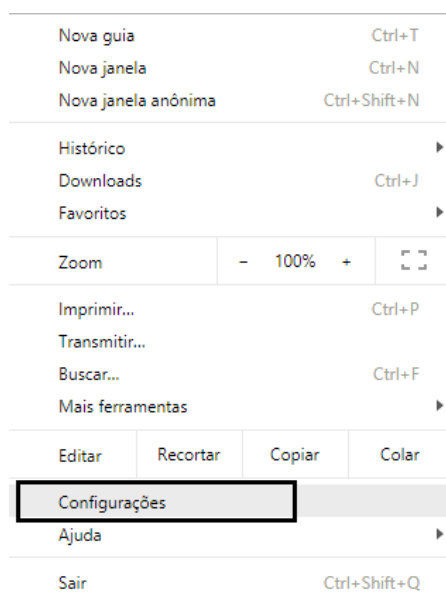 Nova guia Ctrl+T
Nova janela Ctrl+N
Nova janela anônima Ctrl+Shift+N
Histórico
Downloads Ctrl+J
Favoritos
Zoom - 100% +
Imprimir... Ctrl+P
Transmitir...
Buscar... Ctrl+F
Mais ferramentas
Editar Recortar Copiar Colar
Configurações
Ajuda
Sair Ctrl+Shift+Q